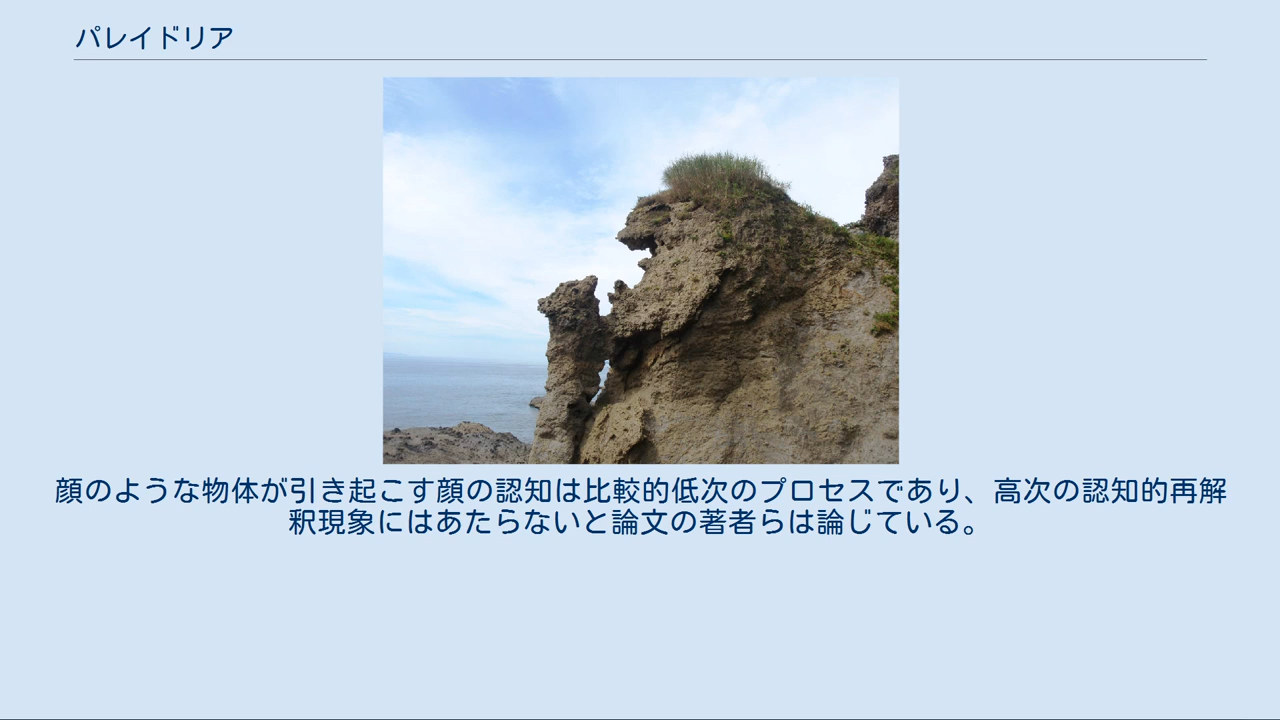 パレイドリア
顔のような物体が引き起こす顔の認知は比較的低次のプロセスであり、高次の認知的再解
釈現象にはあたらないと論文の著者らは論じている。